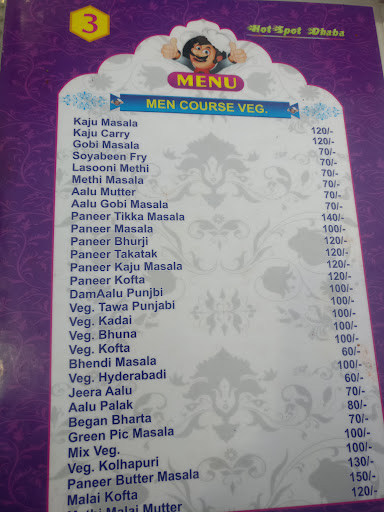 3
Hot Spot Dhaba
MENU
MEN COURSE VEG.
Kaju Masala 120/-
Kaju Carry 120/-
Gobi Masala 70/-
Soyabeen Fry 70/-
Lasooni Methi 70/-
Methi Masala 70/-
Aalu Mutter 70/-
Aalu Gobi Masala 70/-
Paneer Tikka Masala 140/-
Paneer Masala 100/-
Paneer Bhurji 120/-
Paneer Takatak 120/-
Paneer Kaju Masala 120/-
Paneer Kofta 120/-
DamAalu Punjbi 100/-
Veg. Tawa Punjabi 100/-
Veg. Kadai 100/-
Veg. Bhuna 100/-
Veg. Kofta 100/-
Bhendi Masala 60/-
Veg. Hyderabadi 100/-
Jeera Aalu 60/-
Aalu Palak 70/-
Began Bharta 80/-
Green Pic Masala 70/-
Mix Veg. 100/-
Veg. Kolhapuri 100/-
Paneer Butter Masala 130/-
Malai Kofta 150/-
Methi Malai Mutter 120/-